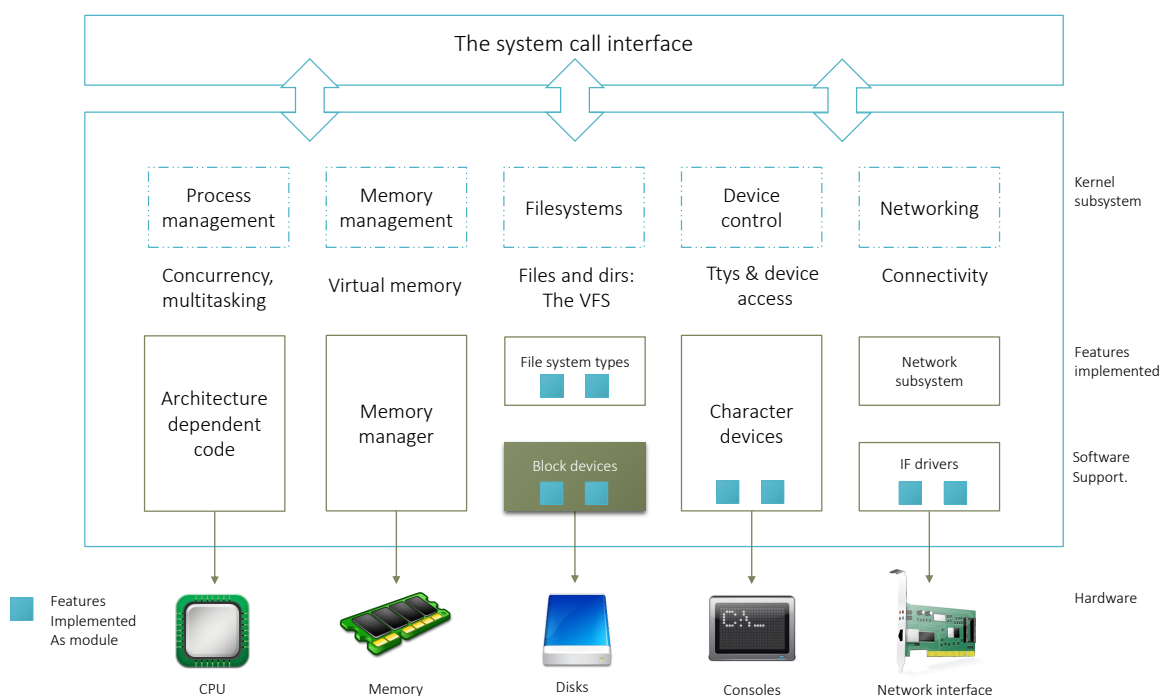 The system call interface
Process
management
Memory
management
Filesystems
Device
control
Networking
Kernel
subsystem
Concurrency,
multitasking
Virtual memory
Files and dirs:
The VFS
Ttys & device
access
Connectivity
Architecture
dependent
code
Memory
manager
File system types
Block devices
Character
devices
Network
subsystem
IF drivers
Features
implemented
Software
Support.
Features
Implemented
As module
C:\_
Hardware
CPU
Memory
Disks
Consoles
Network interface